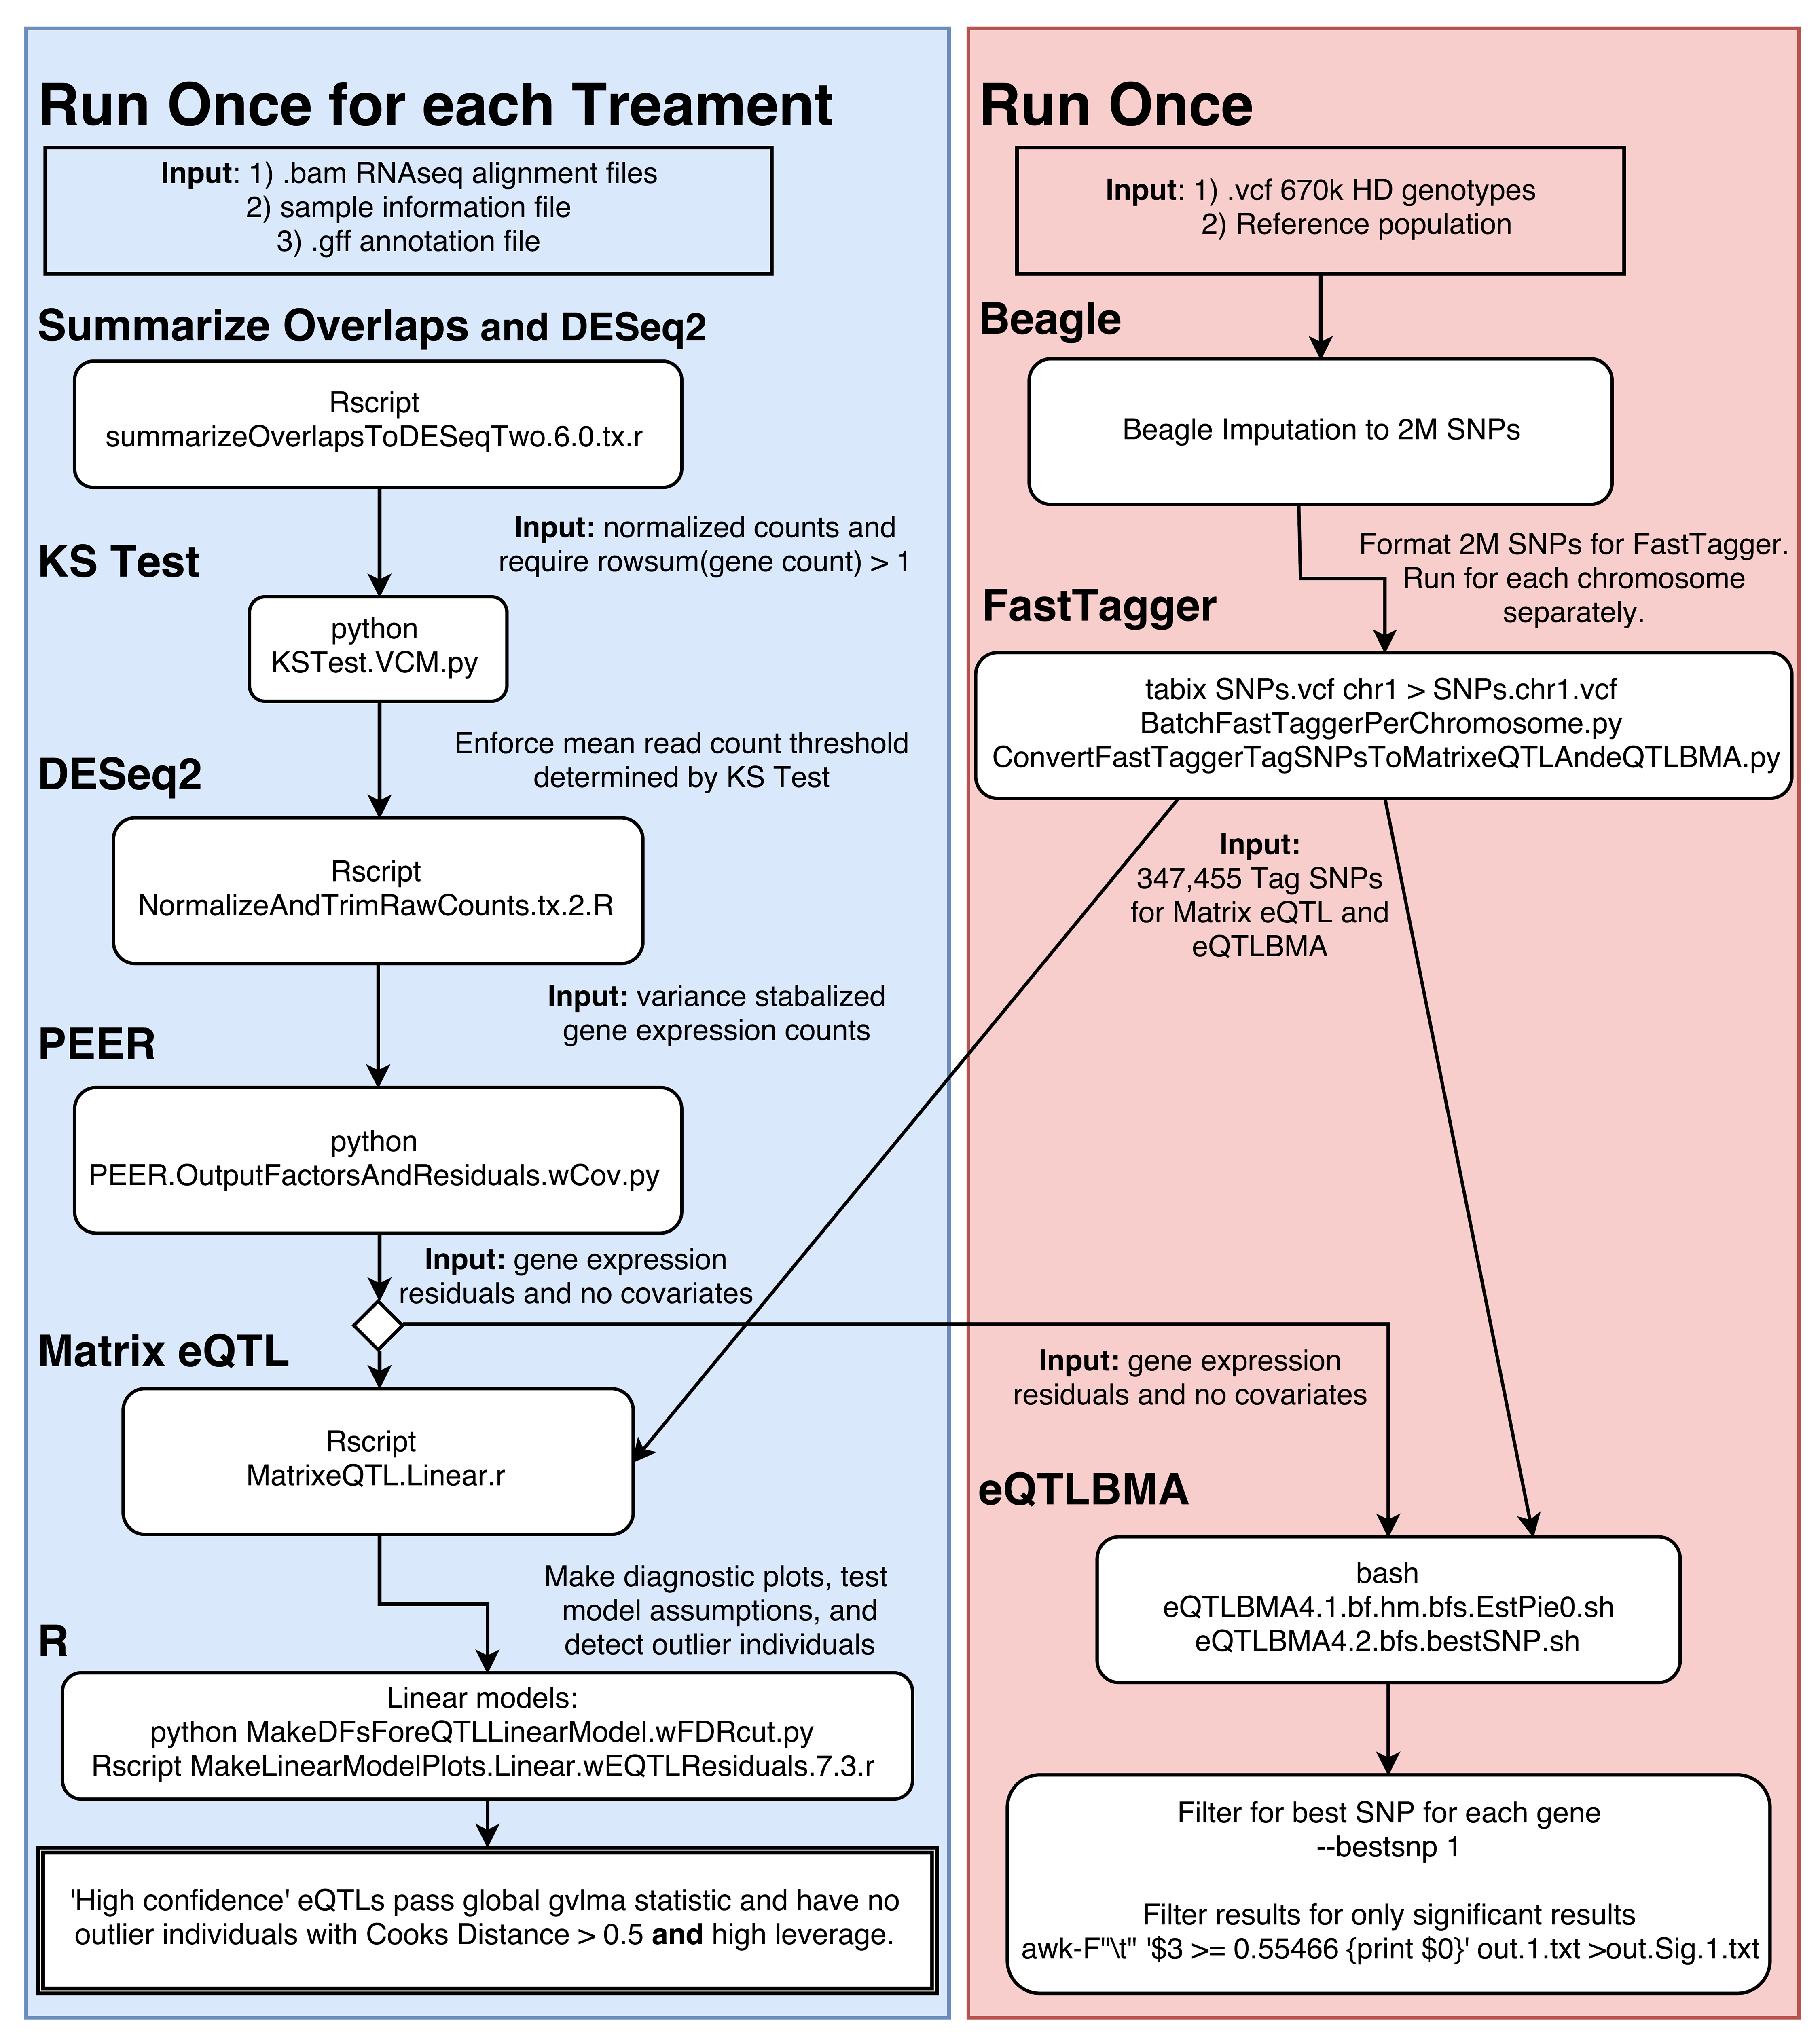 Run Once for each Treament
Input: 1) .bam RNAseq alignment files
2) sample information file
3) .gff annotation file
Summarize Overlaps and DESeq2
Rscript
summarizeOverlapsToDESeqTwo.6.0.tx.r
Input: normalized counts and
require rowsum(gene count) > 1
KS Test
python
KSTest.VCM.py
Enforce mean read count threshold
determined by KS Test
DESeq2
Rscript
NormalizeAndTrimRawCounts.tx.2.R
Input: variance stabalized
gene expression counts
PEER
python
PEER.OutputFactorsAndResiduals.wCov.py
Input: gene expression
residuals and no covariates
Matrix eQTL
Rscript
MatrixeQTL.Linear.r
Make diagnostic plots, test
model assumptions, and
detect outlier individuals
R
Linear models:
python MakeDFsForeQTLLinearModel.wFDRcut.py
Rscript MakeLinearModelPlots.Linear.wEQTLResiduals.7.3.r
'High confidence' eQTLs pass global gvlma statistic and have no
outlier individuals with Cooks Distance > 0.5 and high leverage.
Run Once
Input: 1) .vcf 670k HD genotypes
2) Reference population
Beagle
Beagle Imputation to 2M SNPs
Format 2M SNPs for FastTagger.
Run for each chromosome
separately.
FastTagger
tabix SNPs.vcf chr1 > SNPs.chr1.vcf
BatchFastTaggerPerChromosome.py
ConvertFastTaggerTagSNPsToMatrixeQTLAndeQTLBMA.py
Input:
347,455 Tag SNPs
for Matrix eQTL and
eQTLBMA
Input: gene expression
residuals and no covariates
eQTLBMA
bash
eQTLBMA4.1.bf.hm.bfs.EstPie0.sh
eQTLBMA4.2.bfs.bestSNP.sh
Filter for best SNP for each gene
--bestsnp 1
Filter results for only significant results
awk-F"\t" '$3 >= 0.55466 {print $0}' out.1.txt >out.Sig.1.txt